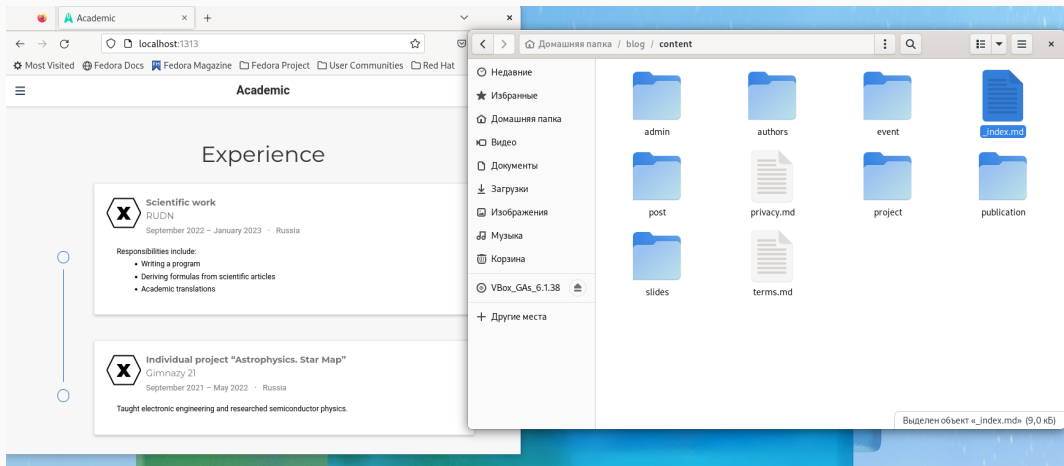 Academic
localhost:1313
Most Visited Fedora Docs Fedora Magazine Fedora Project User Communities Red Hat
Academic
Experience
X
Scientific work
RUDN
September 2022 – January 2023 · Russia
Responsibilities include:
• Writing a program
• Deriving formulas from scientific articles
• Academic translations
X
Individual project “Astrophysics. Star Map”
Gimnazy 21
September 2021 – May 2022 · Russia
Taught electronic engineering and researched semiconductor physics.
Домашняя папка / blog / content
Недавние
Избранные
Домашняя папка
Видео
Документы
Загрузки
Изображения
Музыка
Корзина
VBox_GAs_6.1.38
Другие места
admin authors event _index.md
post privacy.md project publication
slides terms.md
Выделен объект «_index.md» (9,0 кБ)